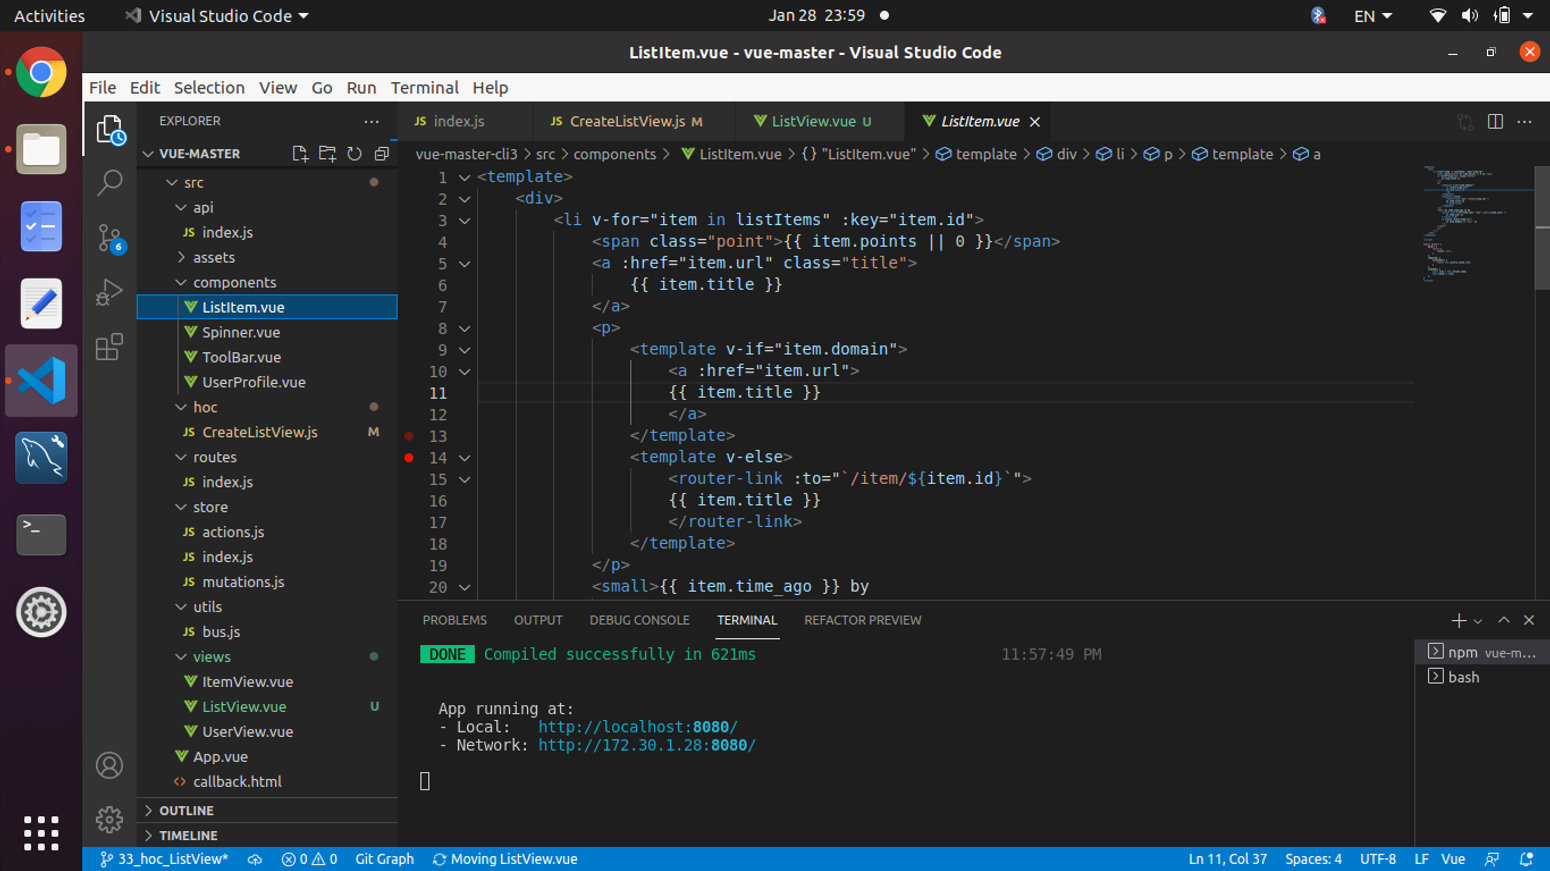 Activities
Visual Studio Code
Jan 28 23:59
EN
ListItem.vue - vue-master - Visual Studio Code
File Edit Selection View Go Run Terminal Help
EXPLORER
index.js
CreateListView.js M
ListView.vue U
ListItem.vue
VUE-MASTER
vue-master-cli3 > src > components > ListItem.vue > {} "ListItem.vue" > template > div > li > p > template > a
src
api
JS index.js
assets
components
ListItem.vue
Spinner.vue
ToolBar.vue
UserProfile.vue
hoc
JS CreateListView.js M
routes
JS index.js
store
JS actions.js
JS index.js
JS mutations.js
utils
JS bus.js
views
ItemView.vue
ListView.vue U
UserView.vue
App.vue
<> callback.html
OUTLINE
TIMELINE
6
1 <template>
2 <div>
3 <li v-for="item in listItems" :key="item.id">
4 <span class="point">{{ item.points || 0 }}</span>
5 <a :href="item.url" class="title">
6 {{ item.title }}
7 </a>
8 <p>
9 <template v-if="item.domain">
10 <a :href="item.url">
11 {{ item.title }}
12 </a>
13 </template>
14 <template v-else>
15 <router-link :to="`/item/${item.id}`">
16 {{ item.title }}
17 </router-link>
18 </template>
19 </p>
20 <small>{{ item.time_ago }} by
PROBLEMS OUTPUT DEBUG CONSOLE TERMINAL REFACTOR PREVIEW
DONE Compiled successfully in 621ms 11:57:49 PM
App running at:
- Local: http://localhost:8080/
- Network: http://172.30.1.28:8080/
npm vue-m...
bash
33_hoc_ListView* 0 0 Git Graph Moving ListView.vue Ln 11, Col 37 Spaces: 4 UTF-8 LF Vue